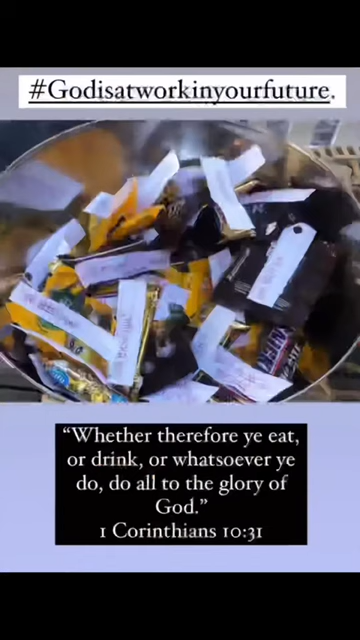 #Godisatworkinyourfuture.
“Whether therefore ye eat,
or drink, or whatsoever ye
do, do all to the glory of
God.”
1 Corinthians 10:31